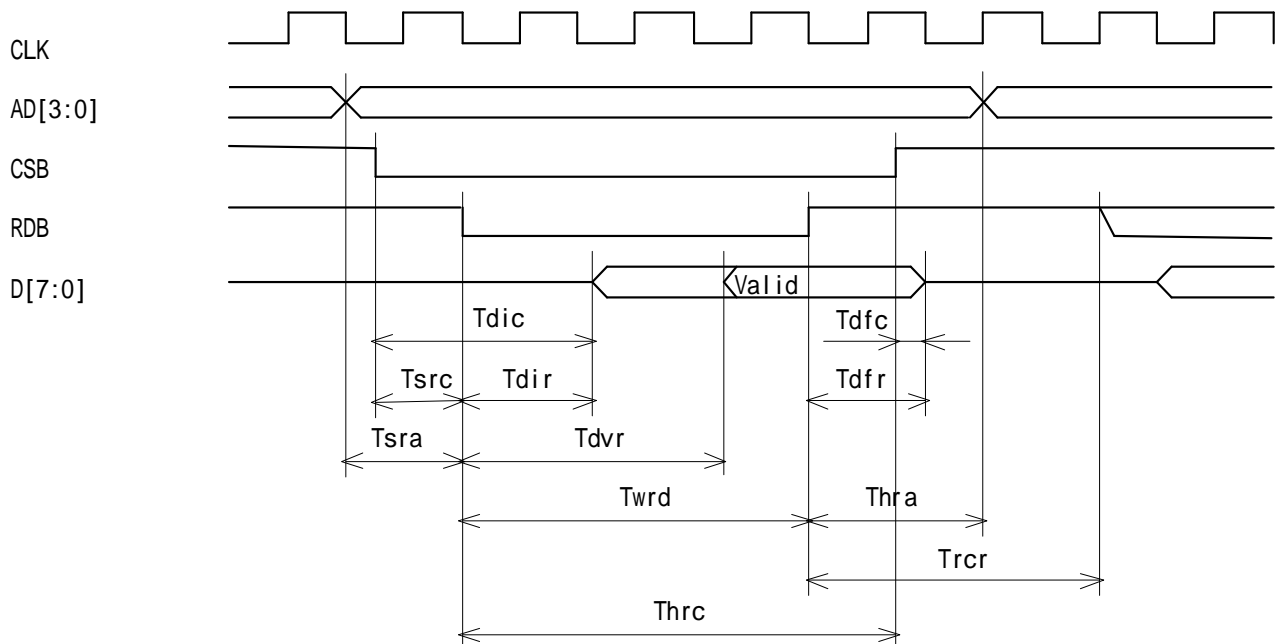 CLK
AD[3:0]
CSB
RDB
D[7:0]
Valid
Tdic
Tdfc
Tsrc
Tdir
Tdfr
Tsra
Tdvr
Twrd
Thra
Trcr
Thrc